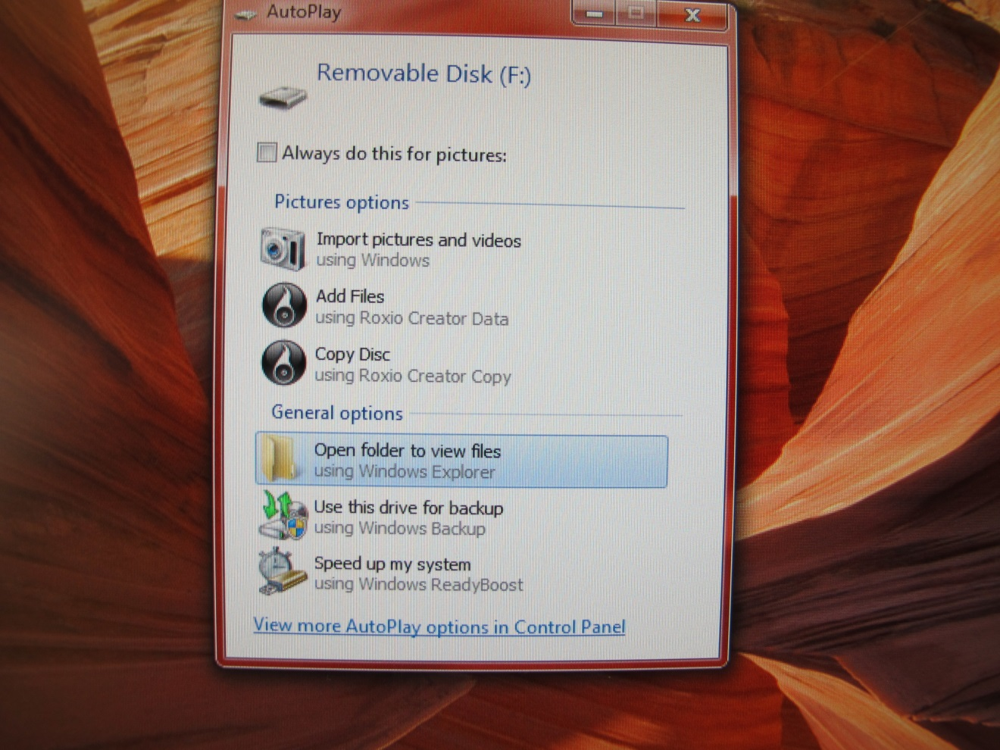 AutoPlay
Removable Disk (F:)
Always do this for pictures:
Pictures options
Import pictures and videos
using Windows
Add Files
using Roxio Creator Data
Copy Disc
using Roxio Creator Copy
General options
Open folder to view files
using Windows Explorer
Use this drive for backup
using Windows Backup
Speed up my system
using Windows ReadyBoost
View more AutoPlay options in Control Panel